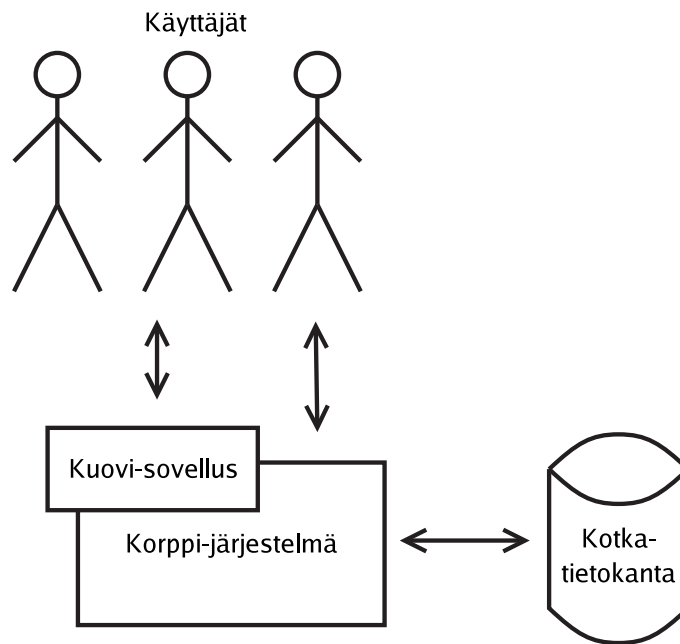 Käyttäjät
Kuovi-sovellus
Korppi-järjestelmä
Kotka-
tietokanta